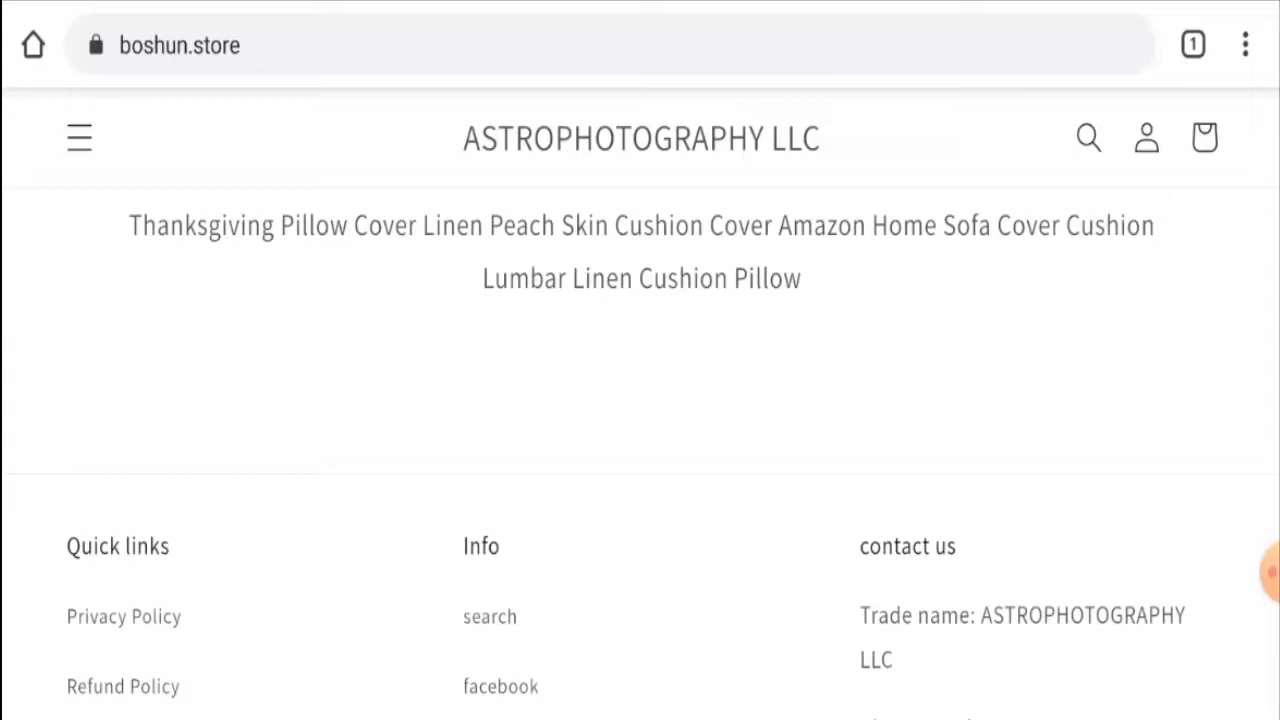 boshun.store
1
ASTROPHOTOGRAPHY LLC
Thanksgiving Pillow Cover Linen Peach Skin Cushion Cover Amazon Home Sofa Cover Cushion
Lumbar Linen Cushion Pillow
Quick links
Privacy Policy
Refund Policy
Info
search
facebook
contact us
Trade name: ASTROPHOTOGRAPHY
LLC